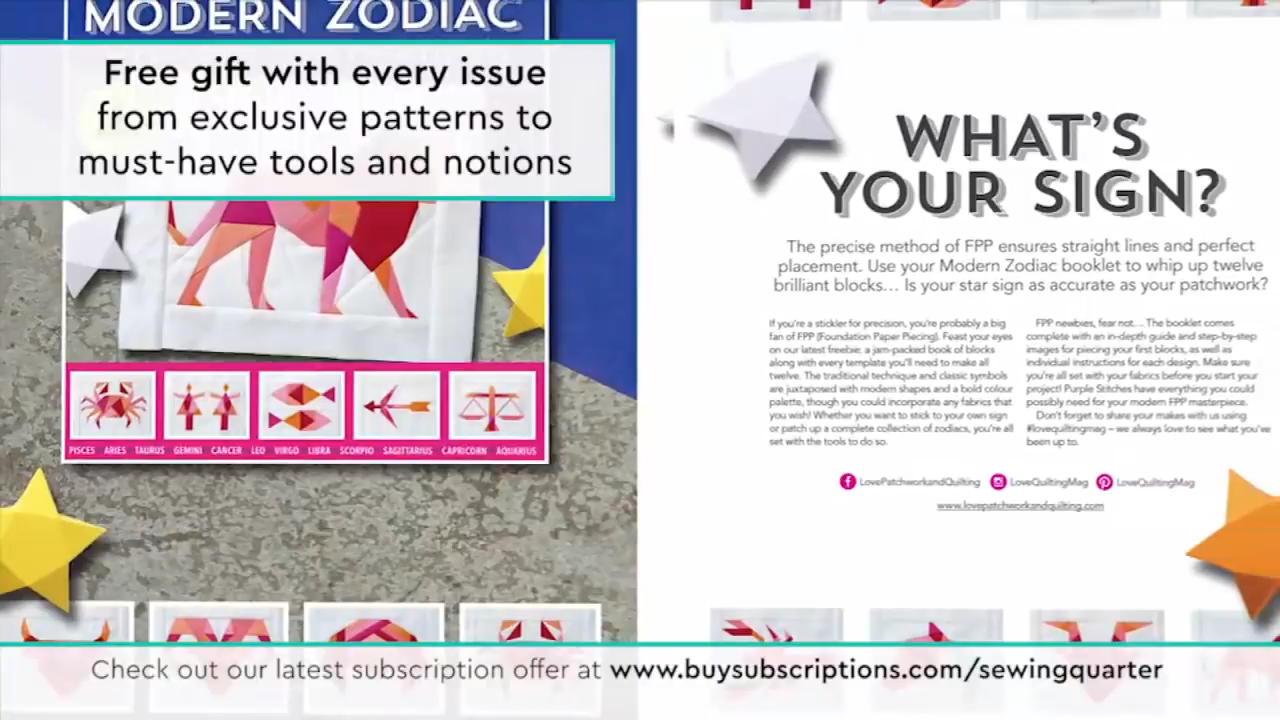 MODERN ZODIAC
Free gift with every issue
from exclusive patterns to
must-have tools and notions
PISCES ARIES TAURUS GEMINI CANCER LEO VIRGO LIBRA SCORPIO SAGITTARIUS CAPRICORN AQUARIUS
WHAT'S
YOUR SIGN?
The precise method of FPP ensures straight lines and perfect
placement. Use your Modern Zodiac booklet to whip up twelve
brilliant blocks... Is your star sign as accurate as your patchwork?
If you're a stickler for precision, you're probably a big
fan of FPP (Foundation Paper Piecing). Feast your eyes
on our latest freebie: a jam-packed book of blocks
along with every template you'll need to make all
twelve. The traditional technique and classic symbols
are juxtaposed with modern shapes and a bold colour
palette, though you could incorporate any fabrics that
you wish! Whether you want to stick to your own sign
or patch up a complete collection of zodiacs, you're all
set with the tools to do so.
FPP newbies, fear not... The booklet comes
complete with an in-depth guide and step-by-step
images for piecing your first blocks, as well as
individual instructions for each design. Make sure
you're all set with your fabrics before you start your
project! Purple Stitches have everything you could
possibly need for your modern FPP masterpiece.
Don't forget to share your makes with us using
#lovequiltingmag – we always love to see what you've
been up to.
LovePatchworkandQuilting LoveQuiltingMag LoveQuiltingMag
www.lovepatchworkandquilting.com
Check out our latest subscription offer at www.buysubscriptions.com/sewingquarter